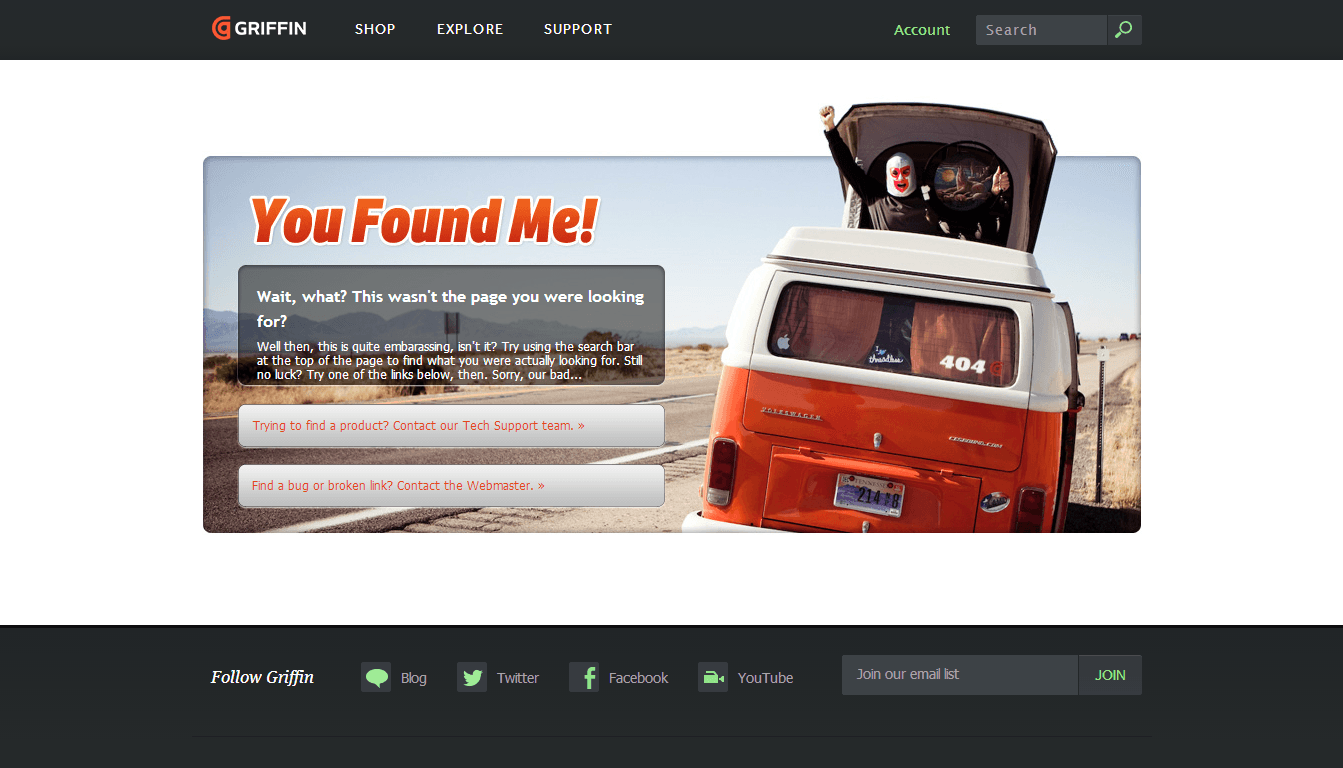 GRIFFIN
SHOP
EXPLORE
SUPPORT
Account
Search
You Found Me!
Wait, what? This wasn't the page you were looking
for?
Well then, this is quite embarassing, isn't it? Try using the search bar
at the top of the page to find what you were actually looking for. Still
no luck? Try one of the links below, then. Sorry, our bad...
Trying to find a product? Contact our Tech Support team. »
Find a bug or broken link? Contact the Webmaster. »
I
threadless
404
VOLKSWAGEN
Follow Griffin
Blog
Twitter
Facebook
YouTube
Join our email list
JOIN